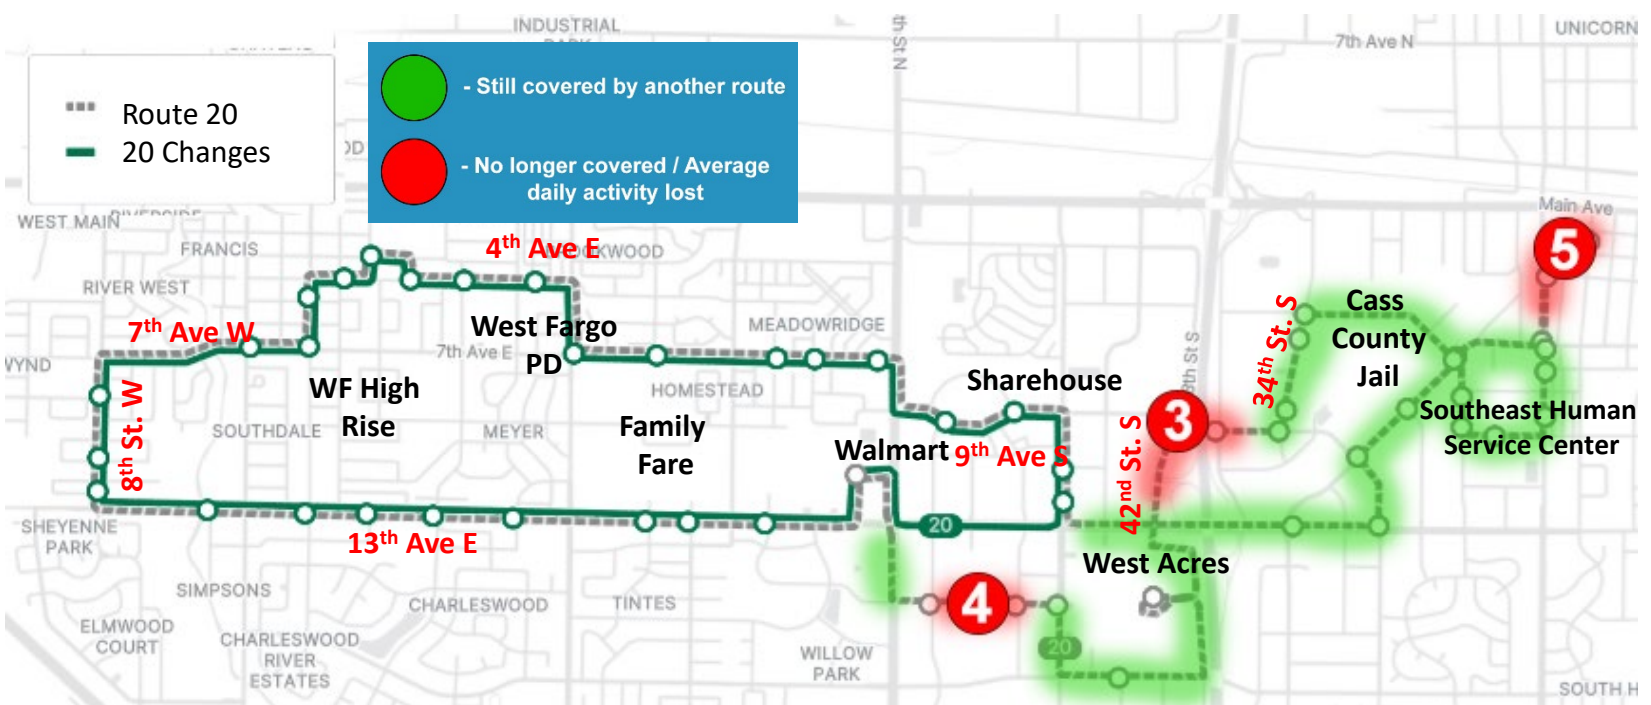 INDUSTRIAL
UNICORN
7th Ave N
Route 20
20 Changes
- Still covered by another route
- No longer covered / Average
daily activity lost
WEST MAIN
RIVERSIDE
FRANCIS
RIVER WEST
4th Ave E
Main Ave
5
7th Ave W
West Fargo
PD
7th Ave E
MEADOWRIDGE
34th St. S
Cass
County
Jail
WF High
Rise
HOMESTEAD
Sharehouse
8th St. W
SOUTHDALE
MEYER
Family
Fare
Walmart
9th Ave S
42nd St. S
3
Southeast Human
Service Center
13th Ave E
20
SHEYENNE
PARK
West Acres
SIMPSONS
CHARLESWOOD
TINTES
4
ELMWOOD
COURT
CHARLESWOOD
RIVER
ESTATES
WILLOW
PARK
20
SOUTH H